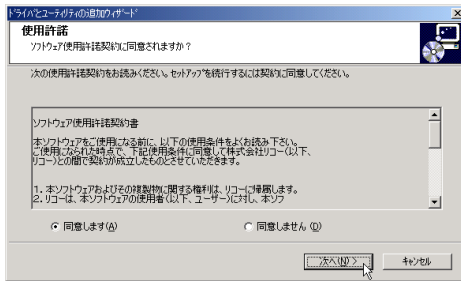 ドライバとユーティリティの追加ウィザード
使用許諾
ソフトウェア使用許諾契約に同意されますか?
次の使用許諾契約をお読みください。セットアップを続行するには契約に同意してください。
ソフトウェア使用許諾契約書
本ソフトウェアをご使用になる前に、以下の使用条件をよくお読み下さい。
ご使用になられた時点で、下記使用条件に同意して株式会社リコー(以下、
リコー)との間で契約が成立したものとさせていただきます。
1. 本ソフトウェアおよびその複製物に関する権利は、リコーに帰属します。
2. リコーは、本ソフトウェアの使用者(以下、ユーザー)に対し、本ソフ
同意します(A)
同意しません (D)
次へ(N) >
キャンセル